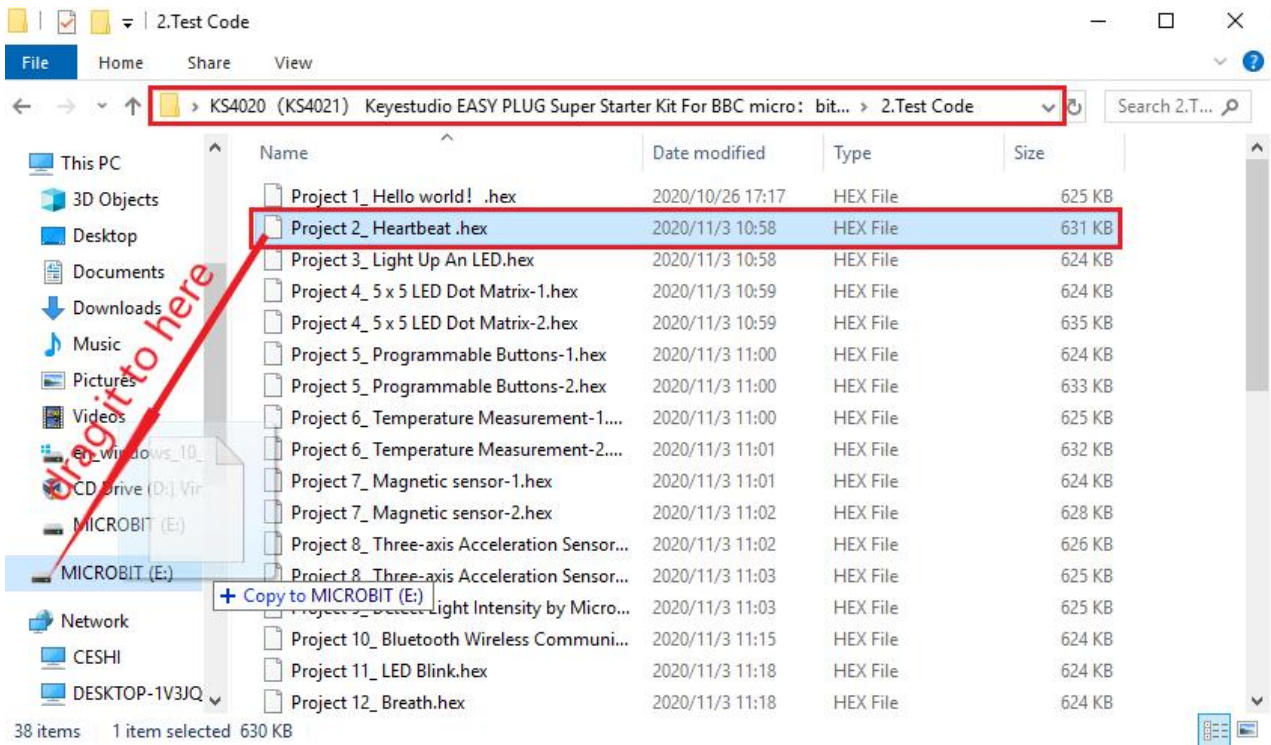 2.Test Code
File Home Share View
KS4020 (KS4021) Keyestudio EASY PLUG Super Starter Kit For BBC micro：bit... › 2.Test Code Search 2.T...
This PC
3D Objects
Desktop
Documents
Downloads
Music
Pictures
Videos
en_windows_10_
CD Drive (D:) Vir
MICROBIT (E:)
MICROBIT (E:)
Network
CESHI
DESKTOP-1V3JQ
drag it to here
Name Date modified Type Size
Project 1_ Hello world！ .hex 2020/10/26 17:17 HEX File 625 KB
Project 2_ Heartbeat .hex 2020/11/3 10:58 HEX File 631 KB
Project 3_ Light Up An LED.hex 2020/11/3 10:58 HEX File 624 KB
Project 4_ 5 x 5 LED Dot Matrix-1.hex 2020/11/3 10:59 HEX File 624 KB
Project 4_ 5 x 5 LED Dot Matrix-2.hex 2020/11/3 10:59 HEX File 635 KB
Project 5_ Programmable Buttons-1.hex 2020/11/3 11:00 HEX File 624 KB
Project 5_ Programmable Buttons-2.hex 2020/11/3 11:00 HEX File 633 KB
Project 6_ Temperature Measurement-1.... 2020/11/3 11:00 HEX File 625 KB
Project 6_ Temperature Measurement-2.... 2020/11/3 11:01 HEX File 632 KB
Project 7_ Magnetic sensor-1.hex 2020/11/3 11:01 HEX File 624 KB
Project 7_ Magnetic sensor-2.hex 2020/11/3 11:02 HEX File 628 KB
Project 8_ Three-axis Acceleration Sensor... 2020/11/3 11:02 HEX File 626 KB
Project 8_ Three-axis Acceleration Sensor... 2020/11/3 11:03 HEX File 625 KB
Light Intensity by Micro... 2020/11/3 11:03 HEX File 625 KB
Copy to MICROBIT (E:)
Project 10_ Bluetooth Wireless Communi... 2020/11/3 11:15 HEX File 624 KB
Project 11_ LED Blink.hex 2020/11/3 11:18 HEX File 624 KB
Project 12_ Breath.hex 2020/11/3 11:18 HEX File 624 KB
38 items 1 item selected 630 KB